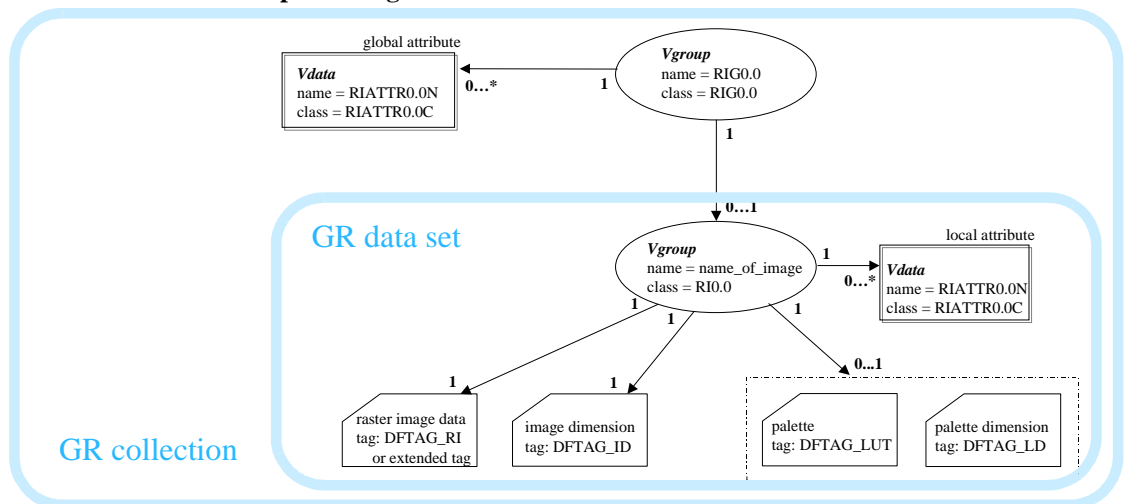 global attribute
Vdata
name = RIATTR0.0N
class = RIATTR0.0C
0…*
1
Vgroup
name = RIG0.0
class = RIG0.0
1
0…1
GR data set
Vgroup
name = name_of_image
class = RI0.0
1
0…*
local attribute
Vdata
name = RIATTR0.0N
class = RIATTR0.0C
1
1
1
1
1
0...1
raster image data
tag: DFTAG_RI
or extended tag
image dimension
tag: DFTAG_ID
palette
tag: DFTAG_LUT
palette dimension
tag: DFTAG_LD
GR collection